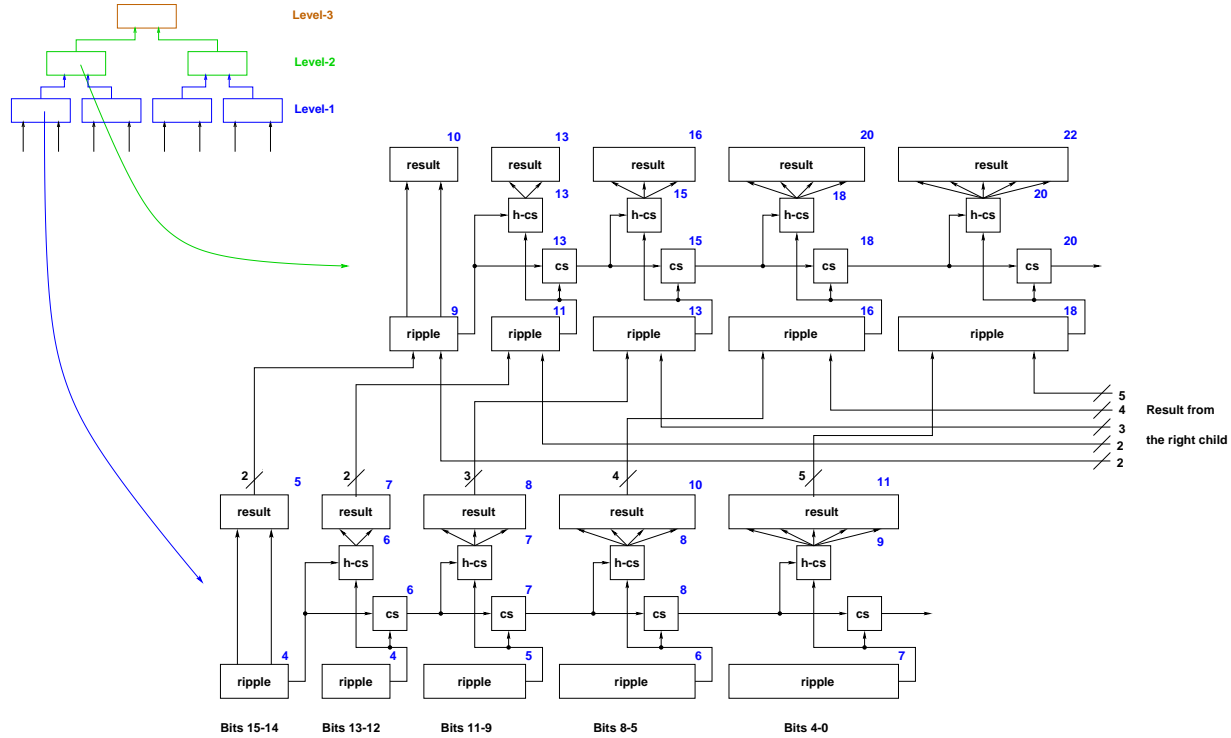 Level-3
Level-2
Level-1
10 13 16 20 22
result result result result result
13 15 18 20
h-cs h-cs h-cs h-cs
13 15 18 20
cs cs cs cs
9 11 13 16 18
ripple ripple ripple ripple ripple
5
4 Result from
3
2 the right child
2
2 2 3 4 5
5 7 8 10 11
result result result result result
6 7 8 9
h-cs h-cs h-cs h-cs
6 7 8
cs cs cs cs
4 4 5 6 7
ripple ripple ripple ripple ripple
Bits 15-14 Bits 13-12 Bits 11-9 Bits 8-5 Bits 4-0